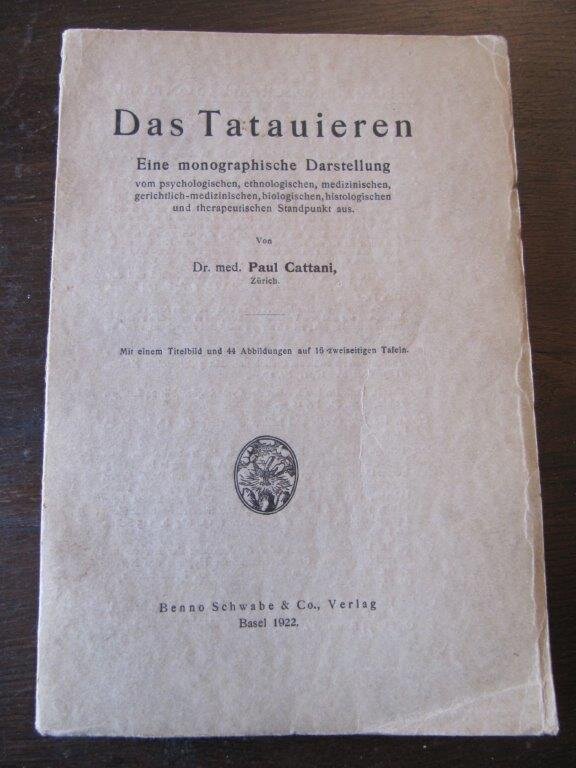 Das Tatauieren
Eine monographische Darstellung
vom psychologischen, ethnologischen, medizinischen,
gerichtlich-medizinischen, biologischen, histologischen
und therapeutischen Standpunkt aus.
Von
Dr. med. Paul Cattani,
Zürich.
Mit einem Titelbild und 44 Abbildungen auf 16 zweiseitigen Tafeln.
Benno Schwabe & Co., Verlag
Basel 1922.